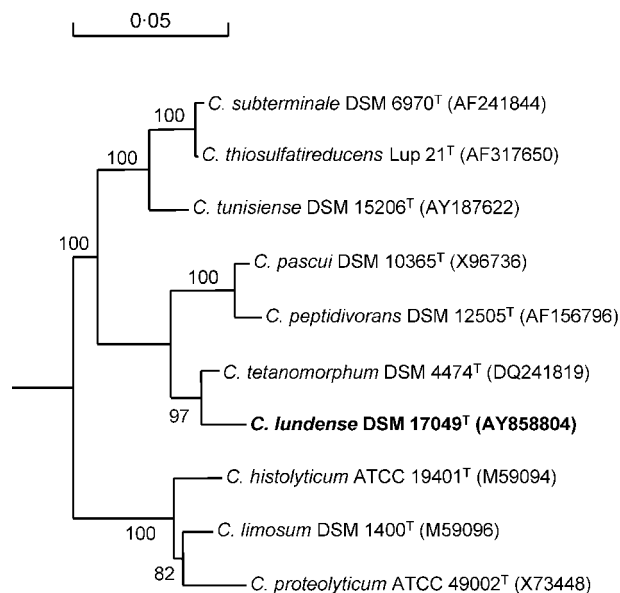 0·05
100
C. subterminale DSM 6970ᵀ (AF241844)
100
C. thiosulfatireducens Lup 21ᵀ (AF317650)
C. tunisiense DSM 15206ᵀ (AY187622)
100
C. pascui DSM 10365ᵀ (X96736)
100
C. peptidivorans DSM 12505ᵀ (AF156796)
C. tetanomorphum DSM 4474ᵀ (DQ241819)
97
C. lundense DSM 17049ᵀ (AY858804)
C. histolyticum ATCC 19401ᵀ (M59094)
100
C. limosum DSM 1400ᵀ (M59096)
82
C. proteolyticum ATCC 49002ᵀ (X73448)